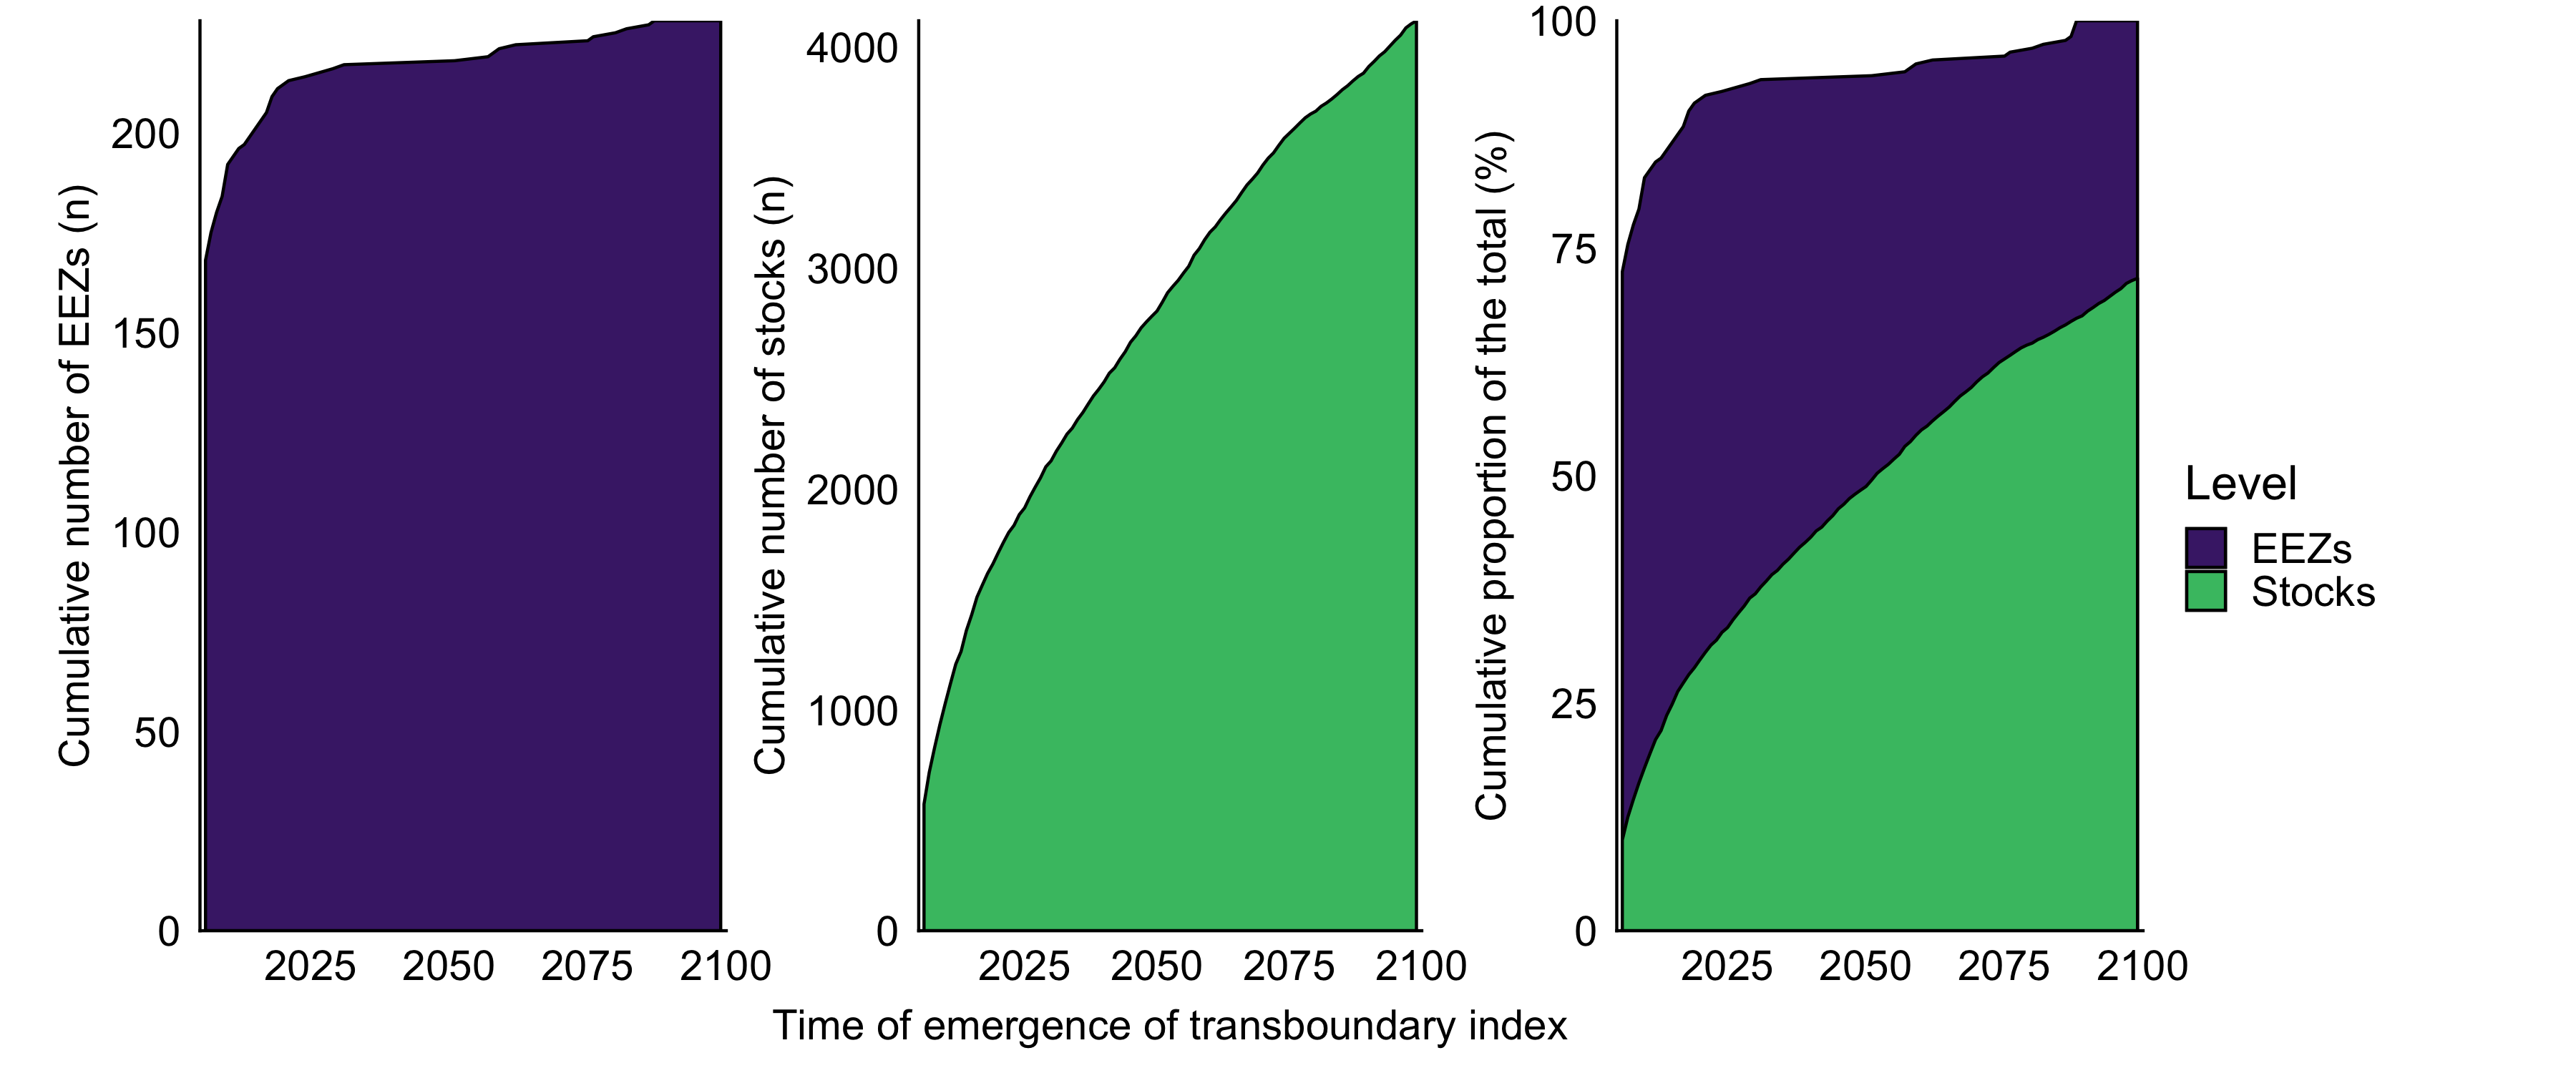 Cumulative number of EEZs (n)
200
150
100
50
0
2025 2050 2075 2100
Cumulative number of stocks (n)
4000
3000
2000
1000
0
2025 2050 2075 2100
Cumulative proportion of the total (%)
100
75
50
25
0
2025 2050 2075 2100
Time of emergence of transboundary index
Level
EEZs
Stocks